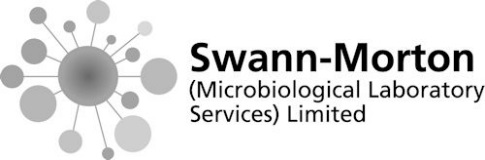 Swann-Morton
(Microbiological Laboratory
Services) Limited